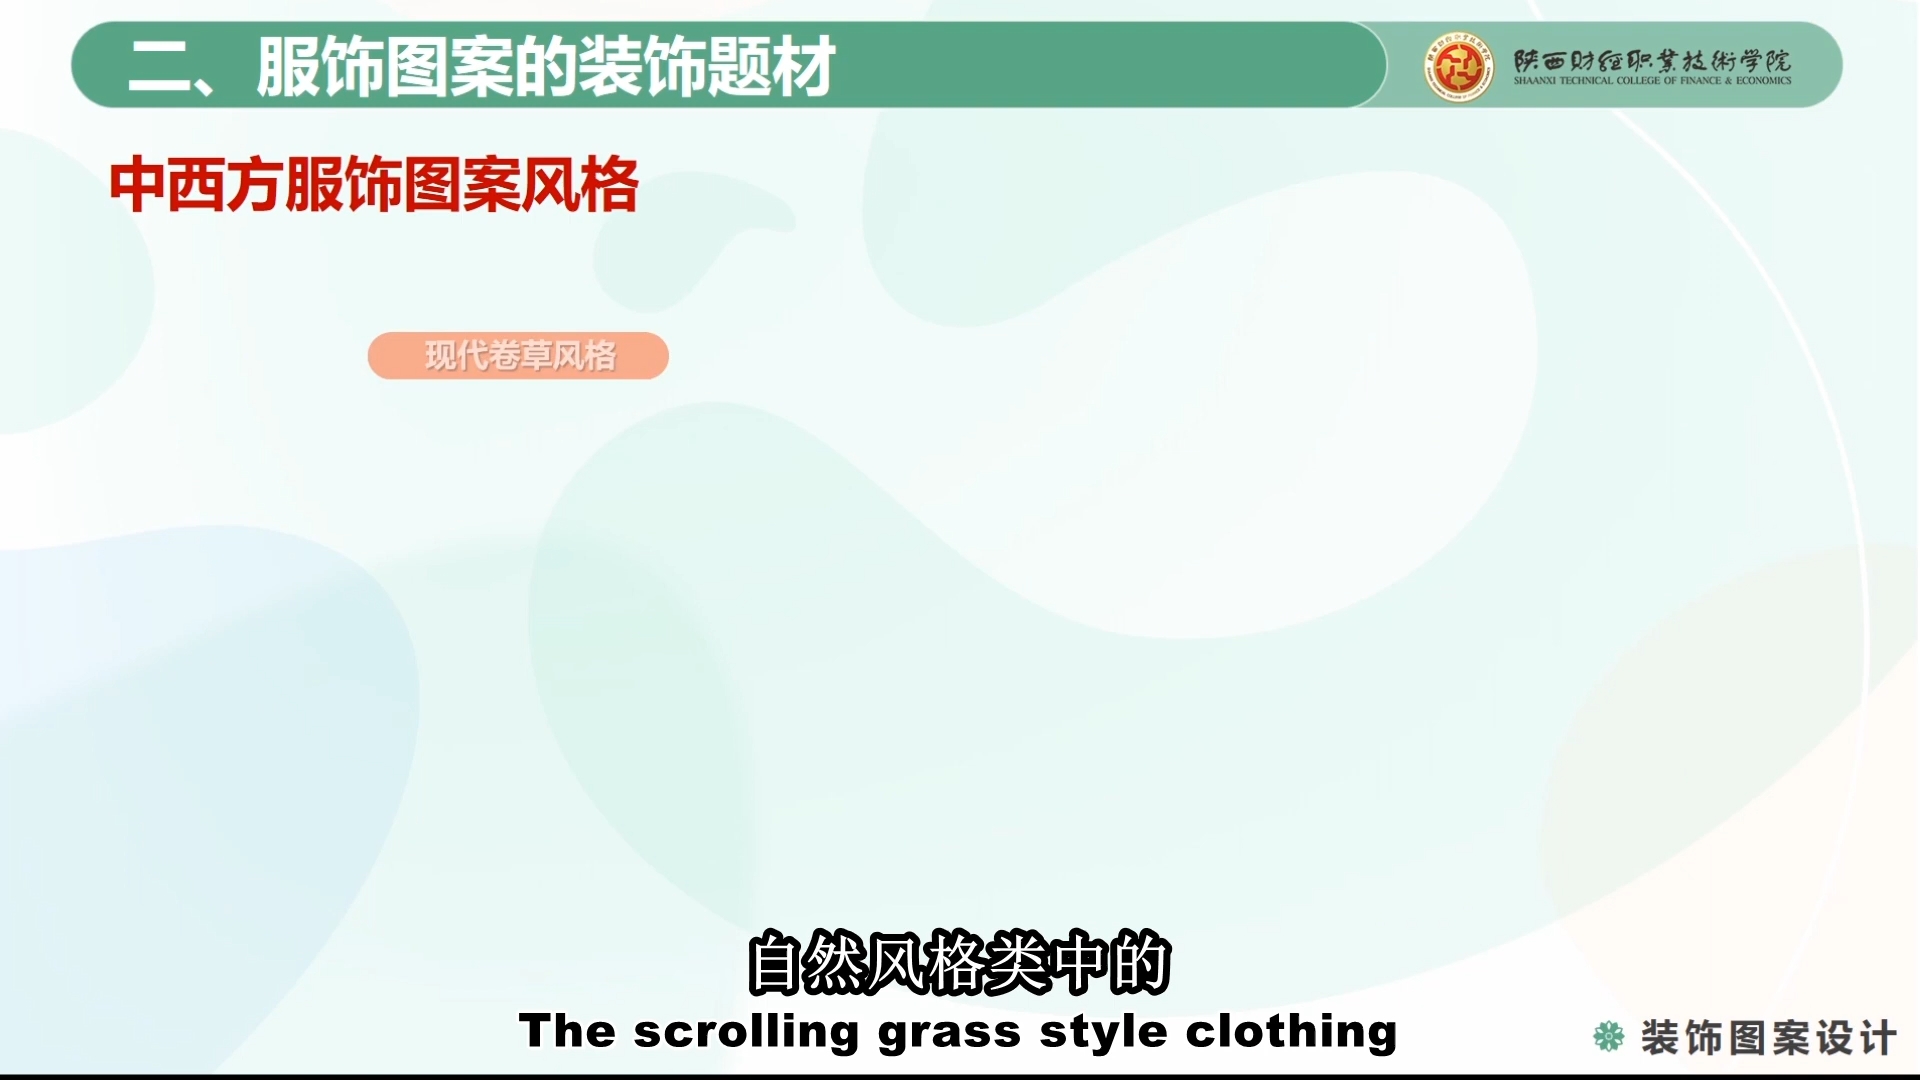 二、服饰图案的装饰题材
陕西财经职业技術学院
SHAANXI TECHNICAL COLLEGE OF FINANCE & ECONOMICS
中西方服饰图案风格
现代卷草风格
自然风格类中的
The scrolling grass style clothing
装饰图案设计